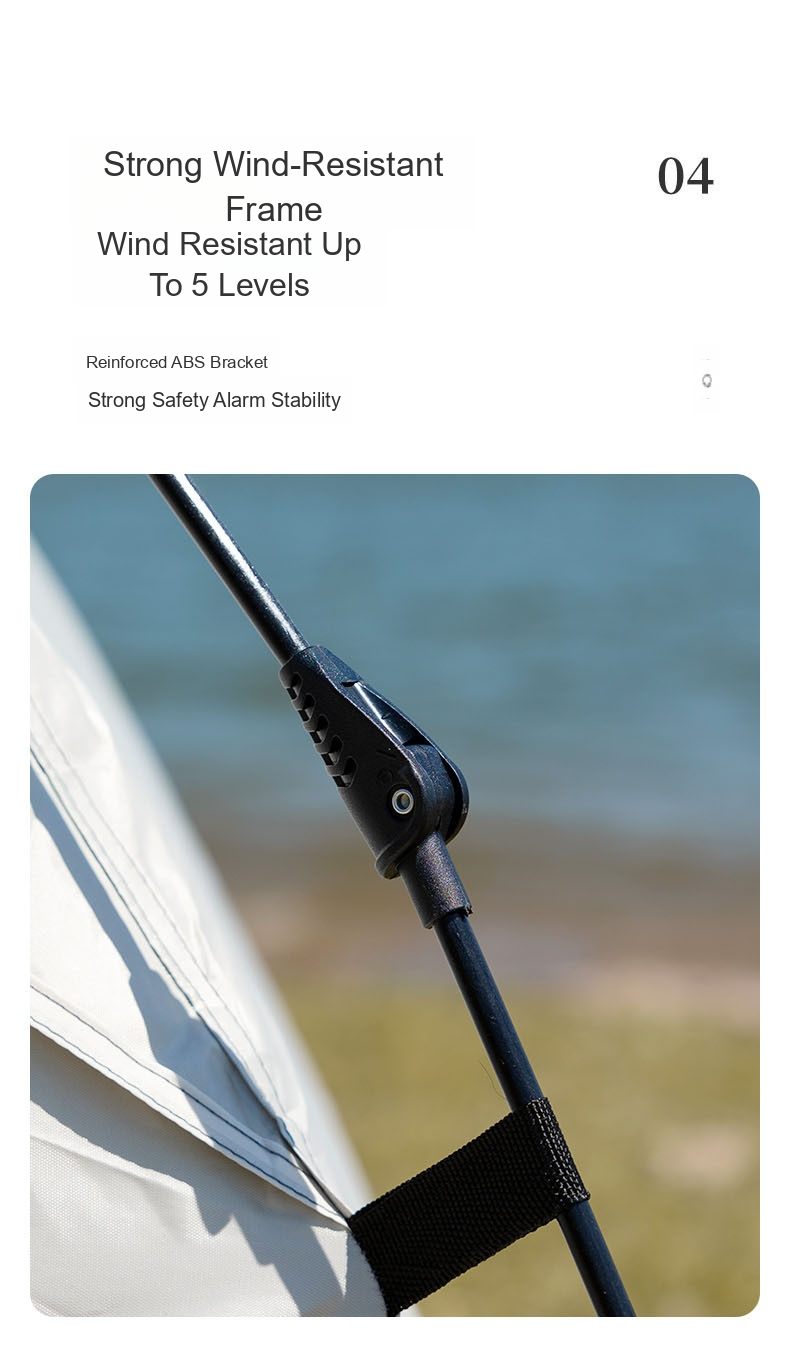 Strong Wind-Resistant
Frame
04
Wind Resistant Up
To 5 Levels
Reinforced ABS Bracket
Strong Safety Alarm Stability